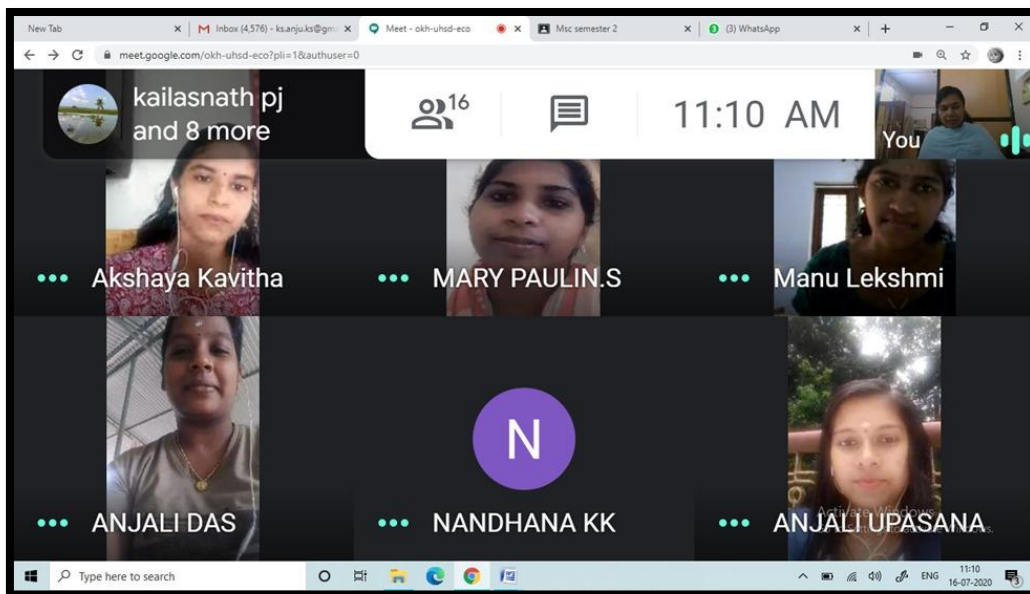 New Tab
Inbox (4,576) - ks.anju.ks@gm
Meet - okh-uhsd-eco
Msc semester 2
(3) WhatsApp
meet.google.com/okh-uhsd-eco?pli=1&authuser=0
kailasnath pj
and 8 more
16
11:10 AM
You
Akshaya Kavitha
MARY PAULIN.S
Manu Lekshmi
ANJALI DAS
N
NANDHANA KK
ANJALI UPASANA
Activate Windows
Type here to search
ENG
11:10
16-07-2020
3